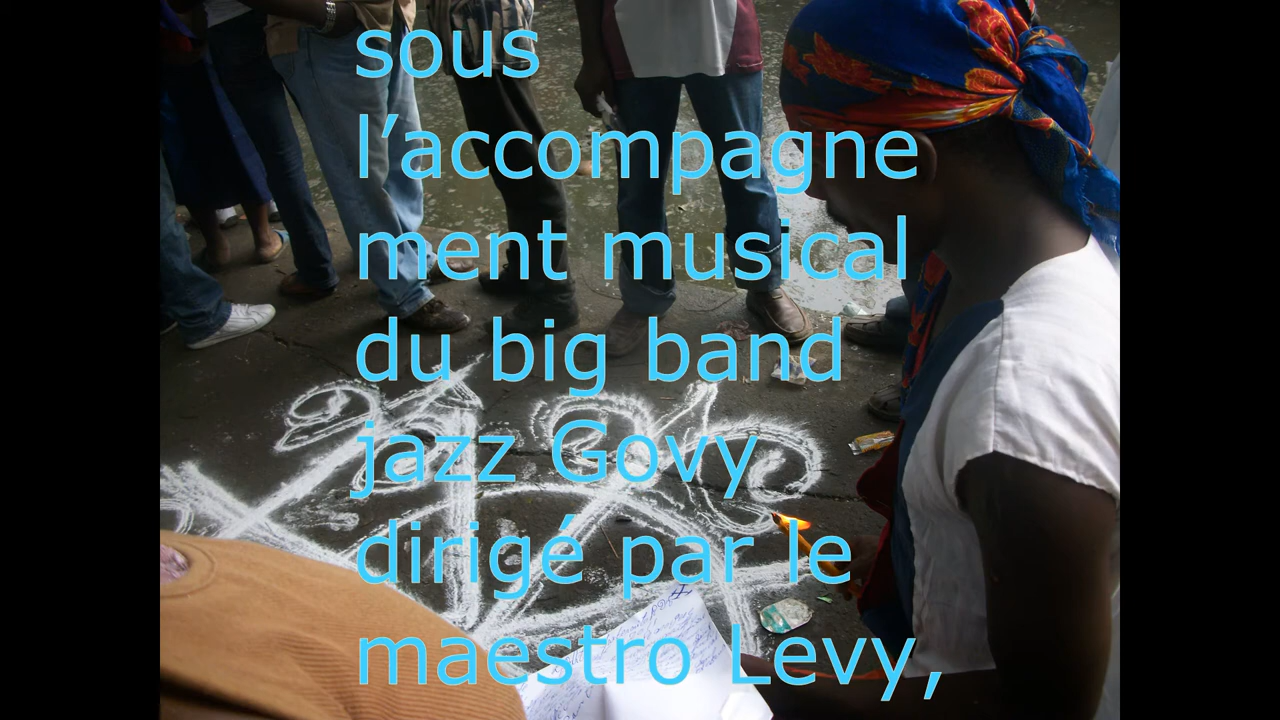 sous
l’accompagne
ment musical
du big band
jazz Govy
dirigé par le
maestro Levy,